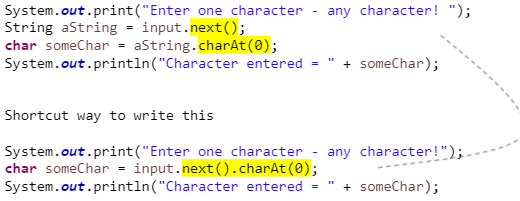 System.out.print("Enter one character - any character! ");
String aString = input.next();
char someChar = aString.charAt(0);
System.out.println("Character entered = " + someChar);
Shortcut way to write this
System.out.print("Enter one character - any character!");
char someChar = input.next().charAt(0);
System.out.println("Character entered = " + someChar);